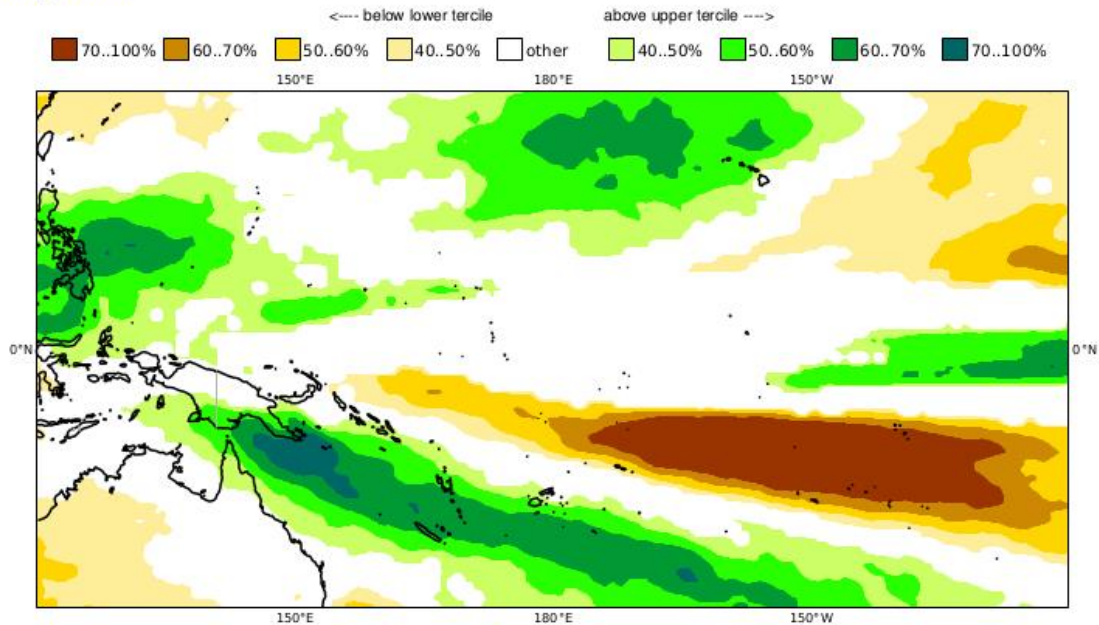 <---- below lower tercile above upper tercile ---->
70..100% 60..70% 50..60% 40..50% other 40..50% 50..60% 60..70% 70..100%
150°E 180°E 150°W
0°N 0°N
150°E 180°E 150°W